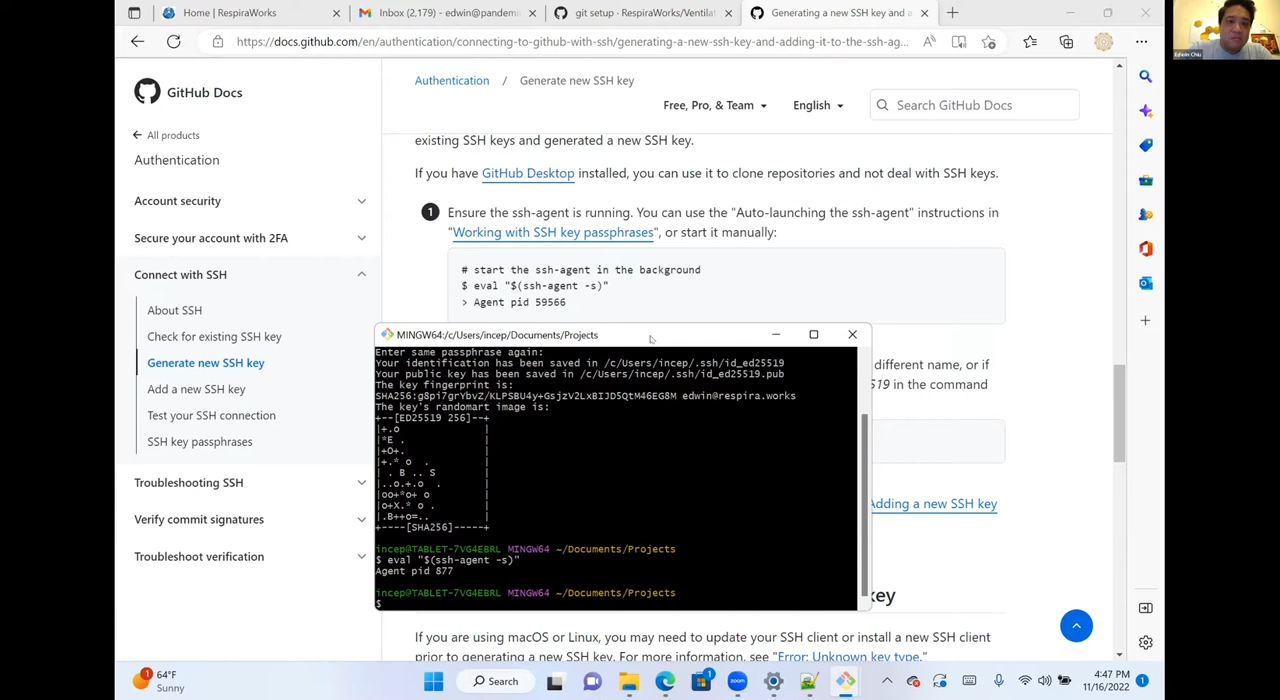 Home | RespiraWorks
Inbox (2,179) - edwin@pandemi
git setup · RespiraWorks/Ventilat
Generating a new SSH key and a
https://docs.github.com/en/authentication/connecting-to-github-with-ssh/generating-a-new-ssh-key-and-adding-it-to-the-ssh-ag...
Edwin Chiu
GitHub Docs
Authentication / Generate new SSH key
Free, Pro, & Team
English
Search GitHub Docs
All products
Authentication
Account security
Secure your account with 2FA
Connect with SSH
About SSH
Check for existing SSH key
Generate new SSH key
Add a new SSH key
Test your SSH connection
SSH key passphrases
Troubleshooting SSH
Verify commit signatures
Troubleshoot verification
existing SSH keys and generated a new SSH key.
If you have GitHub Desktop installed, you can use it to clone repositories and not deal with SSH keys.
1 Ensure the ssh-agent is running. You can use the "Auto-launching the ssh-agent" instructions in
"Working with SSH key passphrases", or start it manually:
# start the ssh-agent in the background
$ eval "$(ssh-agent -s)"
> Agent pid 59566
different name, or if
519 in the command
Adding a new SSH key
key
If you are using macOS or Linux, you may need to update your SSH client or install a new SSH client
prior to generating a new SSH key. For more information, see "Error: Unknown key type."
MINGW64:/c/Users/incep/Documents/Projects
Enter same passphrase again:
Your identification has been saved in /c/Users/incep/.ssh/id_ed25519
Your public key has been saved in /c/Users/incep/.ssh/id_ed25519.pub
The key fingerprint is:
SHA256:g8pi7grYbvZ/KLPSBU4y+GsjzV2LxBIJD5QtM46EG8M edwin@respira.works
The key's randomart image is:
+--[ED25519 256]--+
|+.o |
|*E . |
|+O+. |
|+.* o . |
| . B .. S |
|..o.+.o . |
|oo+*o+ o |
|o+X.* o . |
|.B++o=.. |
+----[SHA256]-----+
incep@TABLET-7VG4EBRL MINGW64 ~/Documents/Projects
$ eval "$(ssh-agent -s)"
Agent pid 877
incep@TABLET-7VG4EBRL MINGW64 ~/Documents/Projects
$
1
64°F
Sunny
Search
1
zoom
4:47 PM
11/16/2022
1